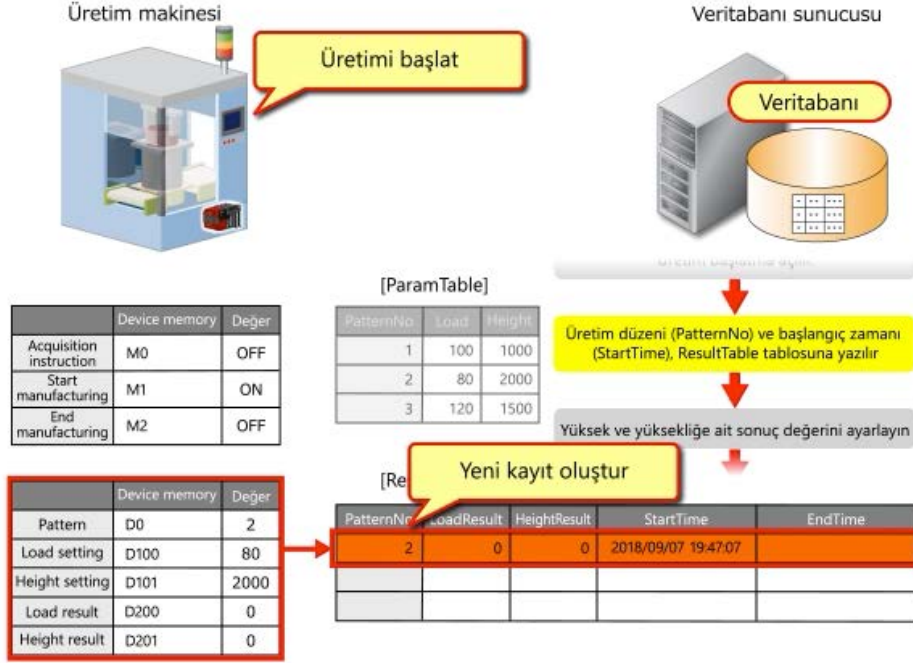 Üretim makinesi
Veritabanı sunucusu
Üretimi başlat
Veritabanı
[ParamTable]
Device memory Değer
Acquisition
instruction M0 OFF
Start
manufacturing M1 ON
End
manufacturing M2 OFF
PatternNo Load Height
1 100 1000
2 80 2000
3 120 1500
Üretim düzeni (PatternNo) ve başlangıç zamanı
(StartTime), ResultTable tablosuna yazılır
Yüksek ve yüksekliğe ait sonuç değerini ayarlayın
Yeni kayıt oluştur
[Re
Device memory Değer
Pattern D0 2
Load setting D100 80
Height setting D101 2000
Load result D200 0
Height result D201 0
PatternNo LoadResult HeightResult StartTime EndTime
2 0 0 2018/09/07 19:47:07